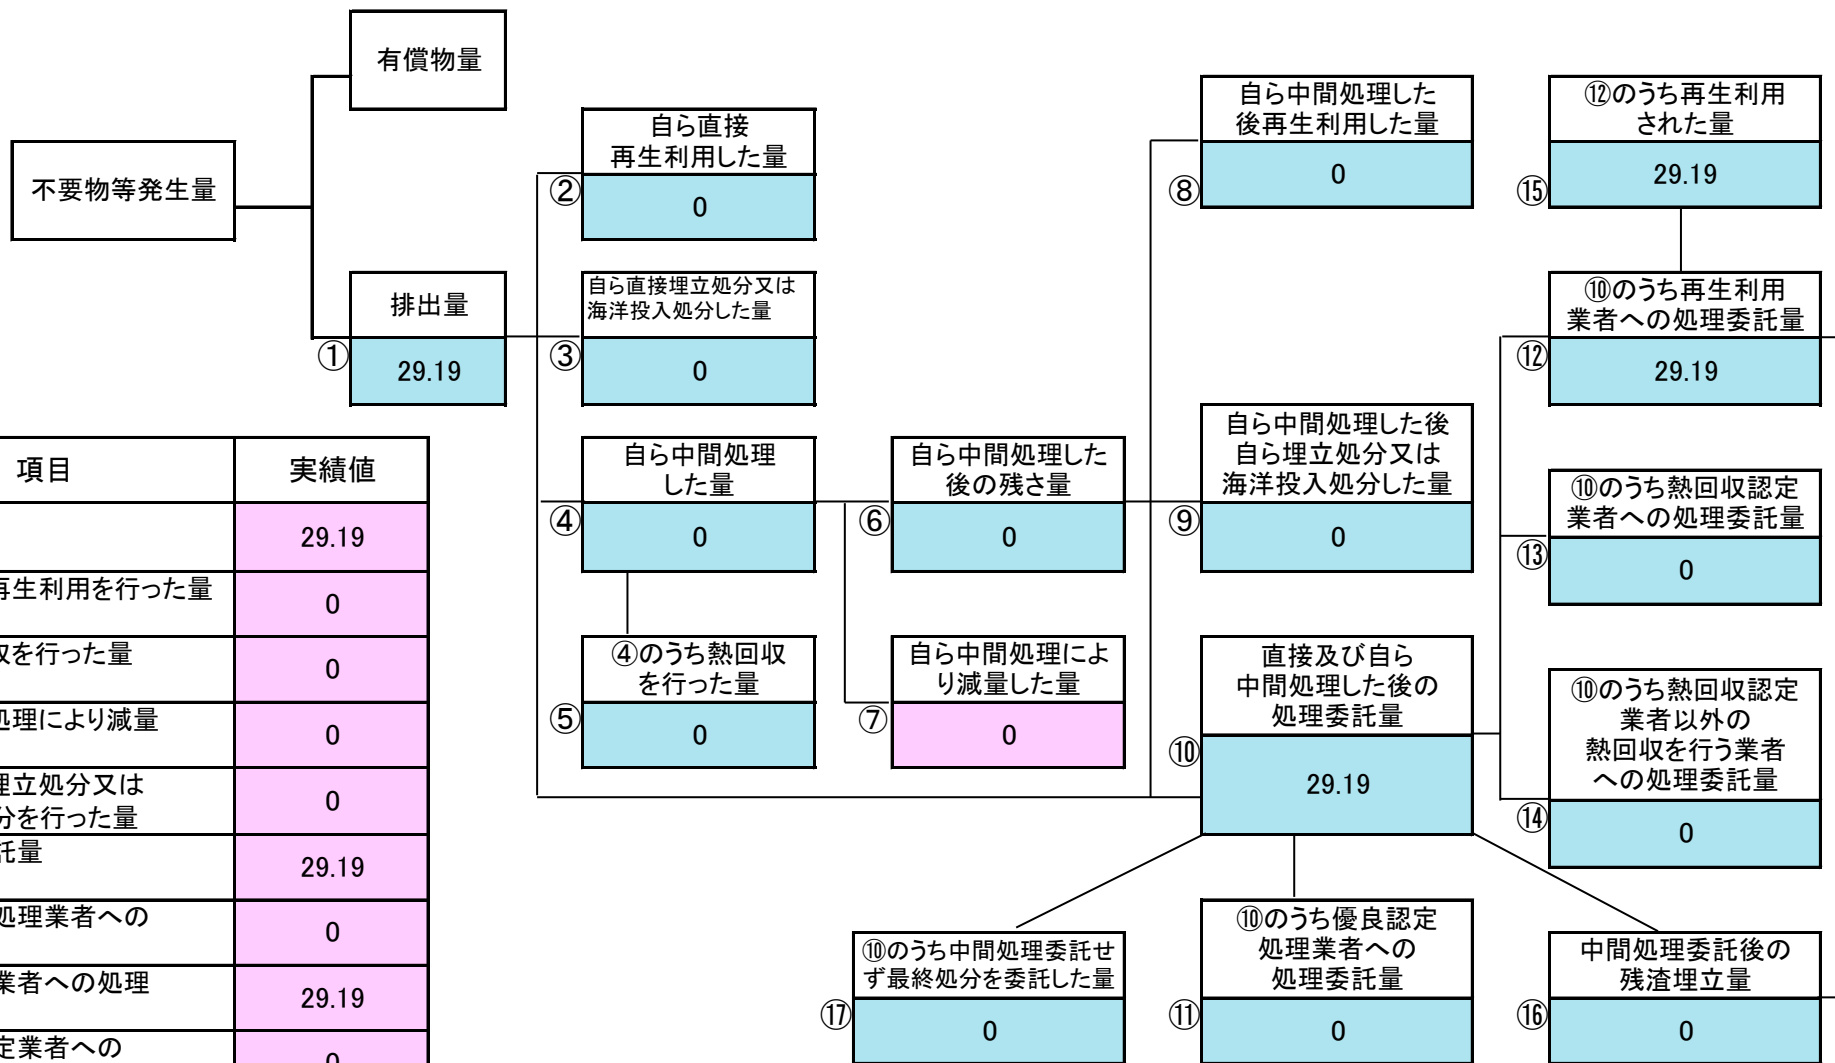 有償物量
不要物等発生量
排出量
①
29.19
自ら直接
再生利用した量
②
0
自ら直接埋立処分又は
海洋投入処分した量
③
0
自ら中間処理
した量
④
0
④のうち熱回収
を行った量
⑤
0
自ら中間処理した
後の残さ量
⑥
0
自ら中間処理によ
り減量した量
⑦
0
自ら中間処理した
後再生利用した量
⑧
0
自ら中間処理した後
自ら埋立処分又は
海洋投入処分した量
⑨
0
直接及び自ら
中間処理した後の
処理委託量
⑩
29.19
⑩のうち優良認定
処理業者への
処理委託量
⑪
0
⑫のうち再生利用
された量
⑮
29.19
⑩のうち再生利用
業者への処理委託量
⑫
29.19
⑩のうち熱回収認定
業者への処理委託量
⑬
0
⑩のうち熱回収認定
業者以外の
熱回収を行う業者
への処理委託量
⑭
0
中間処理委託後の
残渣埋立量
⑯
0
⑩のうち中間処理委託せ
ず最終処分を委託した量
⑰
0
項目 実績値
29.19
再生利用を行った量
0
を行った量
0
処理により減量
0
埋立処分又は
分を行った量
0
託量
29.19
処理業者への
0
業者への処理
29.19
定業者への
0